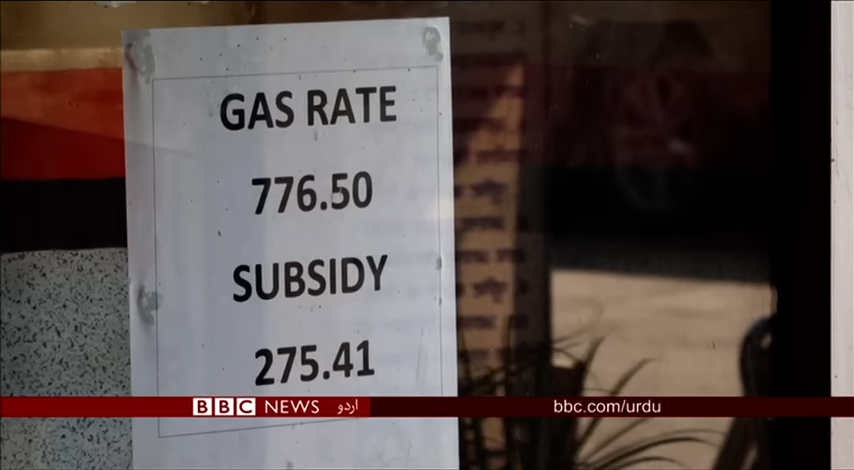 GAS RATE
776.50
SUBSIDY
275.41
BBC NEWS اردو
bbc.com/urdu